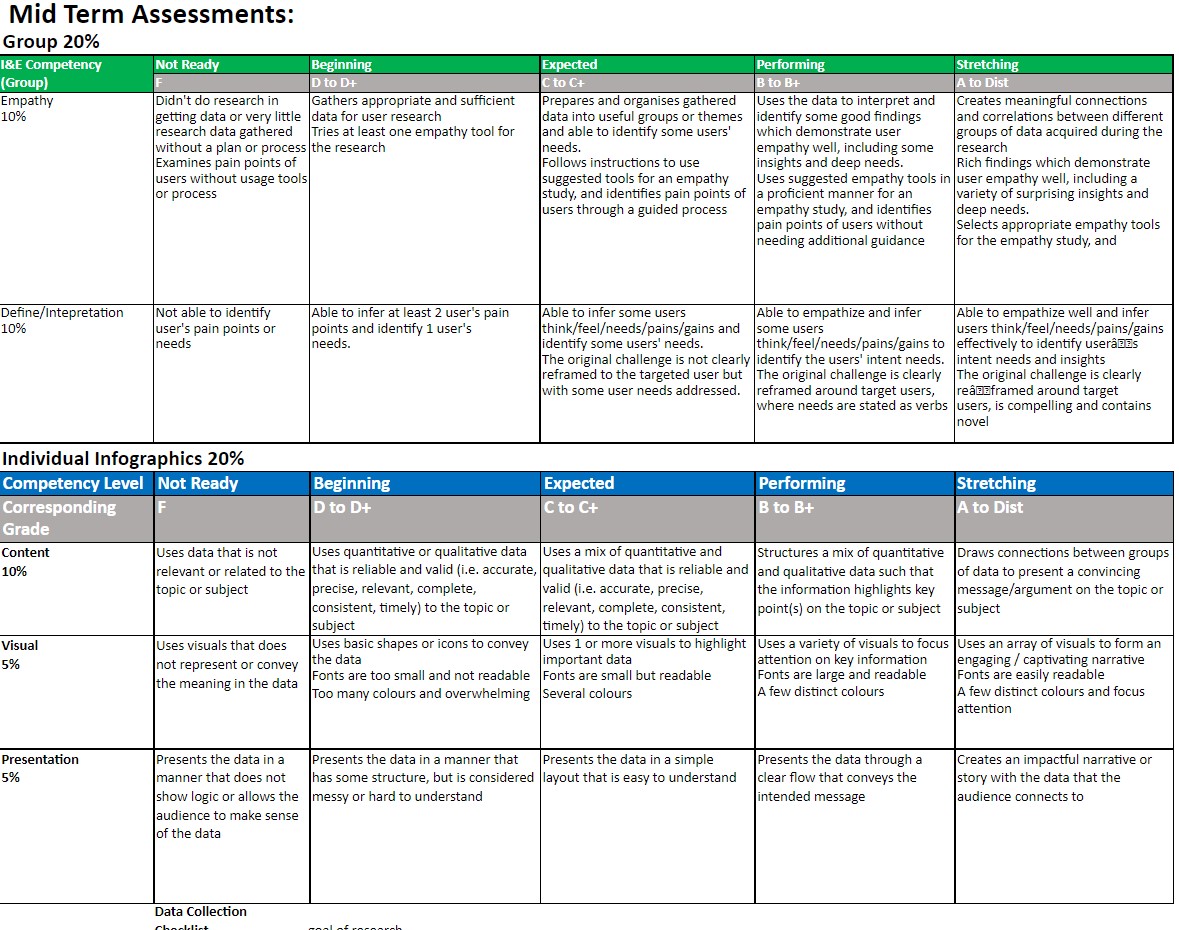 Mid Term Assessments:
Group 20%
I&E Competency
(Group)
Not Ready
Beginning
Expected
Performing
Stretching
F
D to D+
C to C+
B to B+
A to Dist
Empathy
10%
Didn't do research in
getting data or very little
research data gathered
without a plan or process
Examines pain points of
users without usage tools
or process
Gathers appropriate and sufficient
data for user research
Tries at least one empathy tool for
the research
Prepares and organises gathered
data into useful groups or themes
and able to identify some users'
needs.
Follows instructions to use
suggested tools for an empathy
study, and identifies pain points of
users through a guided process
Uses the data to interpret and
identify some good findings
which demonstrate user
empathy well, including some
insights and deep needs.
Uses suggested empathy tools in
a proficient manner for an
empathy study, and identifies
pain points of users without
needing additional guidance
Creates meaningful connections
and correlations between different
groups of data acquired during the
research
Rich findings which demonstrate
user empathy well, including a
variety of surprising insights and
deep needs.
Selects appropriate empathy tools
for the empathy study, and
Define/Intepretation
10%
Not able to identify
user's pain points or
needs
Able to infer at least 2 user's pain
points and identify 1 user's
needs.
Able to infer some users
think/feel/needs/pains/gains and
identify some users' needs.
The original challenge is not clearly
reframed to the targeted user but
with some user needs addressed.
Able to empathize and infer
some users
think/feel/needs/pains/gains to
identify the users' intent needs.
The original challenge is clearly
reframed around target users,
where needs are stated as verbs
Able to empathize well and infer
users think/feel/needs/pains/gains
effectively to identify userâ��s
intent needs and insights
The original challenge is clearly
reâ��framed around target
users, is compelling and contains
novel
Individual Infographics 20%
Competency Level
Not Ready
Beginning
Expected
Performing
Stretching
Corresponding
Grade
F
D to D+
C to C+
B to B+
A to Dist
Content
10%
Uses data that is not
relevant or related to the
topic or subject
Uses quantitative or qualitative data
that is reliable and valid (i.e. accurate,
precise, relevant, complete,
consistent, timely) to the topic or
subject
Uses a mix of quantitative and
qualitative data that is reliable and
valid (i.e. accurate, precise,
relevant, complete, consistent,
timely) to the topic or subject
Structures a mix of quantitative
and qualitative data such that
the information highlights key
point(s) on the topic or subject
Draws connections between groups
of data to present a convincing
message/argument on the topic or
subject
Visual
5%
Uses visuals that does
not represent or convey
the meaning in the data
Uses basic shapes or icons to convey
the data
Fonts are too small and not readable
Too many colours and overwhelming
Uses 1 or more visuals to highlight
important data
Fonts are small but readable
Several colours
Uses a variety of visuals to focus
attention on key information
Fonts are large and readable
A few distinct colours
Uses an array of visuals to form an
engaging / captivating narrative
Fonts are easily readable
A few distinct colours and focus
attention
Presentation
5%
Presents the data in a
manner that does not
show logic or allows the
audience to make sense
of the data
Presents the data in a manner that
has some structure, but is considered
messy or hard to understand
Presents the data in a simple
layout that is easy to understand
Presents the data through a
clear flow that conveys the
intended message
Creates an impactful narrative or
story with the data that the
audience connects to
Data Collection
Checklist
goal of research